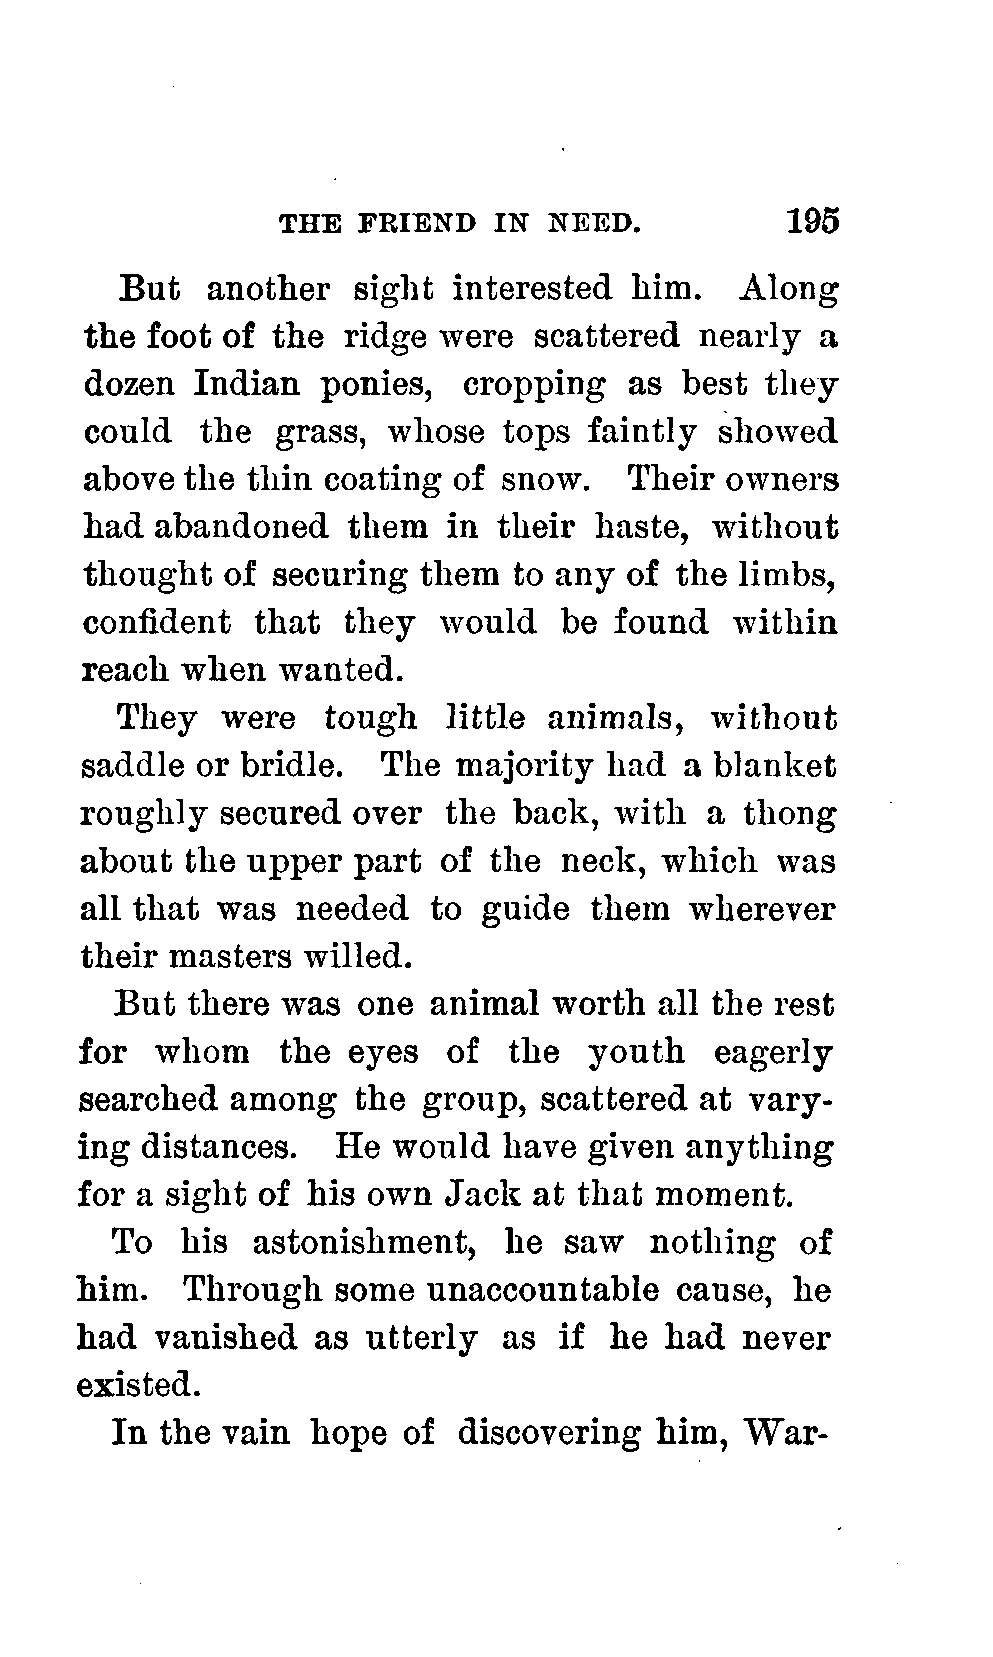 THE FRIEND IN NEED. 195
But another sight interested him. Along
the foot of the ridge were scattered nearly a
dozen Indian ponies, cropping as best they
could the grass, whose tops faintly showed
above the thin coating of snow. Their owners
had abandoned them in their haste, without
thought of securing them to any of the limbs,
confident that they would be found within
reach when wanted.
They were tough little animals, without
saddle or bridle. The majority had a blanket
roughly secured over the back, with a thong
about the upper part of the neck, which was
all that was needed to guide them wherever
their masters willed.
But there was one animal worth all the rest
for whom the eyes of the youth eagerly
searched among the group, scattered at vary-
ing distances. He would have given anything
for a sight of his own Jack at that moment.
To his astonishment, he saw nothing of
him. Through some unaccountable cause, he
had vanished as utterly as if he had never
existed.
In the vain hope of discovering him, War-